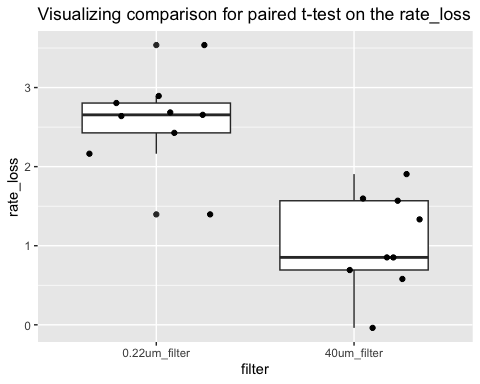 Visualizing comparison for paired t-test on the rate_loss
rate_loss
3
2
1
0
0.22um_filter
40um_filter
filter